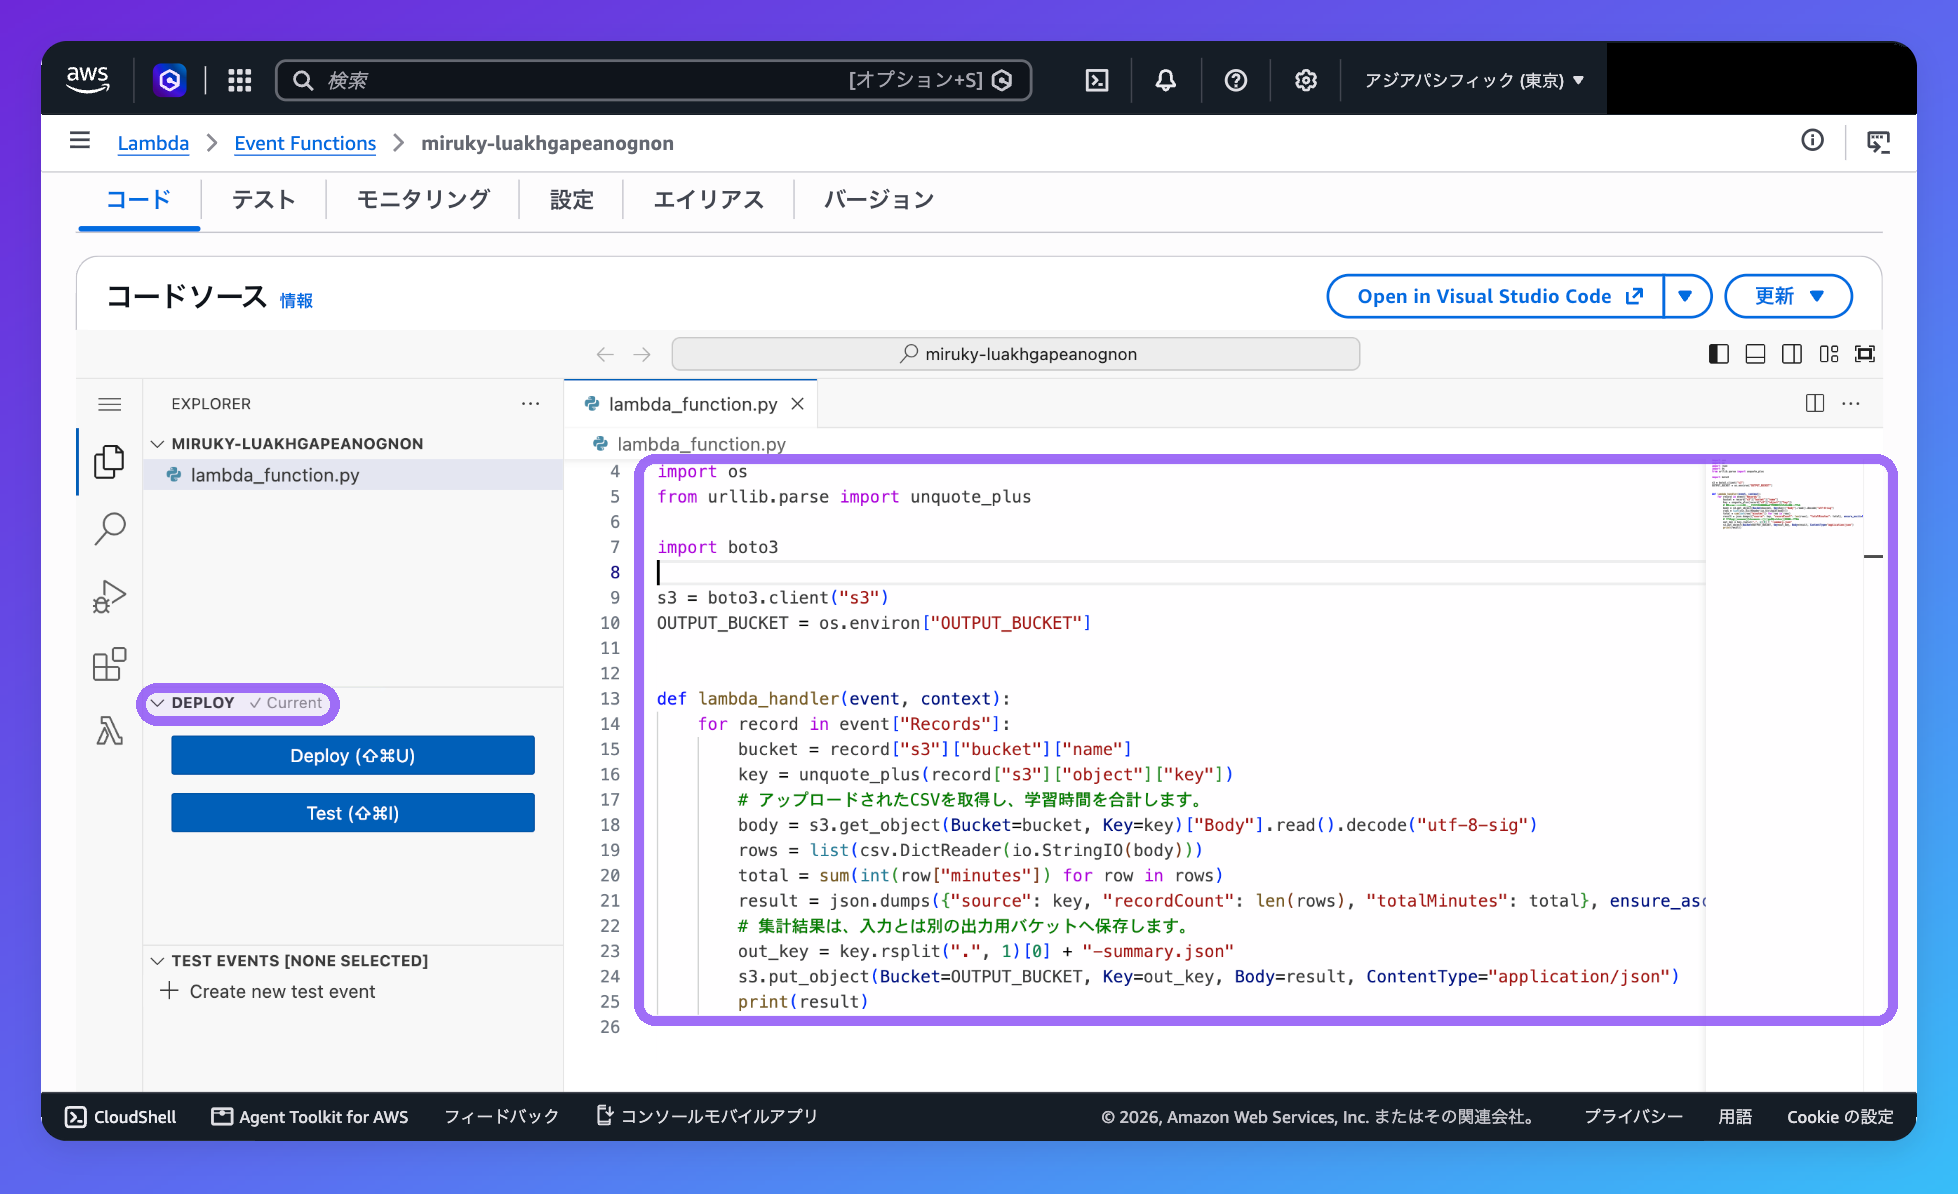 aws
検索 [オプション+S] アジアパシフィック (東京) ▼
Lambda > Event Functions > miruky-luakhgapeanognon
コード テスト モニタリング 設定 エイリアス バージョン
コードソース 情報 Open in Visual Studio Code 更新
miruky-luakhgapeanognon
EXPLORER
MIRUKY-LUAKHGAPEANOGNON
lambda_function.py
DEPLOY ✓ Current
Deploy (⇧⌘U)
Test (⇧⌘I)
TEST EVENTS [NONE SELECTED]
Create new test event
lambda_function.py
lambda_function.py
4 import os
5 from urllib.parse import unquote_plus
6
7 import boto3
8
9 s3 = boto3.client("s3")
10 OUTPUT_BUCKET = os.environ["OUTPUT_BUCKET"]
11
12
13 def lambda_handler(event, context):
14     for record in event["Records"]:
15         bucket = record["s3"]["bucket"]["name"]
16         key = unquote_plus(record["s3"]["object"]["key"])
17         # アップロードされたCSVを取得し、学習時間を合計します。
18         body = s3.get_object(Bucket=bucket, Key=key)["Body"].read().decode("utf-8-sig")
19         rows = list(csv.DictReader(io.StringIO(body)))
20         total = sum(int(row["minutes"]) for row in rows)
21         result = json.dumps({"source": key, "recordCount": len(rows), "totalMinutes": total}, ensure_asc
22         # 集計結果は、入力とは別の出力用バケットへ保存します。
23         out_key = key.rsplit(".", 1)[0] + "-summary.json"
24         s3.put_object(Bucket=OUTPUT_BUCKET, Key=out_key, Body=result, ContentType="application/json")
25         print(result)
26
CloudShell Agent Toolkit for AWS フィードバック コンソールモバイルアプリ © 2026, Amazon Web Services, Inc. またはその関連会社。 プライバシー 用語 Cookie の設定